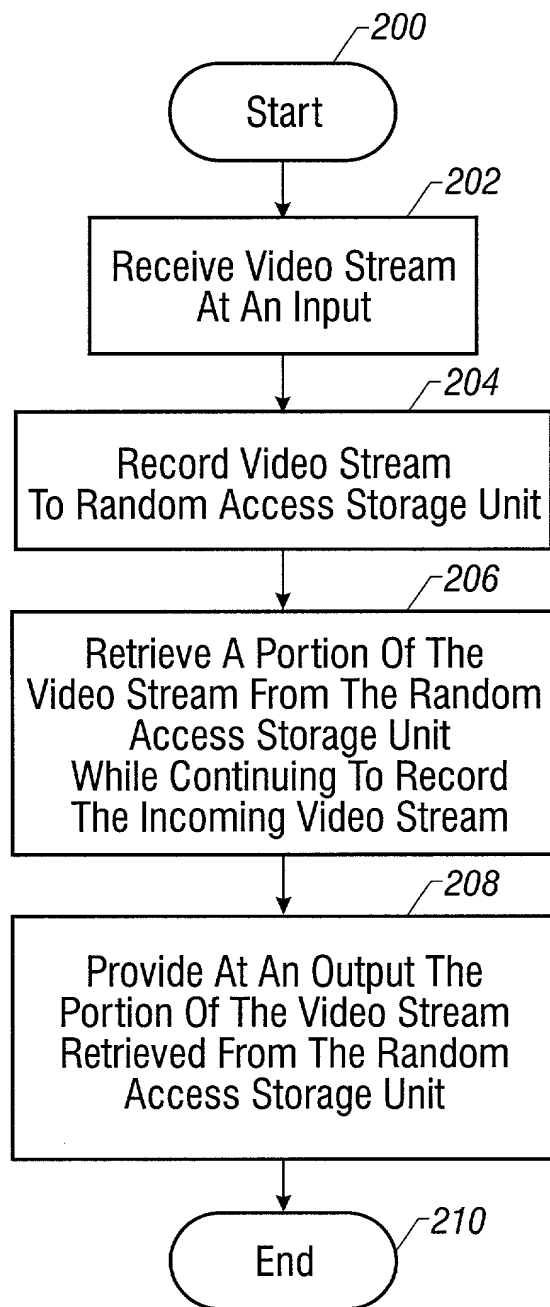 200
Start
202
Receive Video Stream
At An Input
204
Record Video Stream
To Random Access Storage Unit
206
Retrieve A Portion Of The
Video Stream From The Random
Access Storage Unit
While Continuing To Record
The Incoming Video Stream
208
Provide At An Output The
Portion Of The Video Stream
Retrieved From The Random
Access Storage Unit
210
End